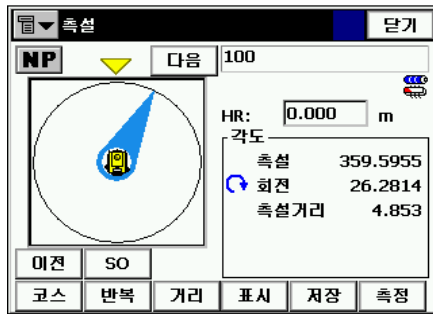 측설 닫기
NP 다음 100
HR: 0.000 m
각도
측설 359.5955
회전 26.2814
측설거리 4.853
이전 SO
코스 반복 거리 표시 저장 측정